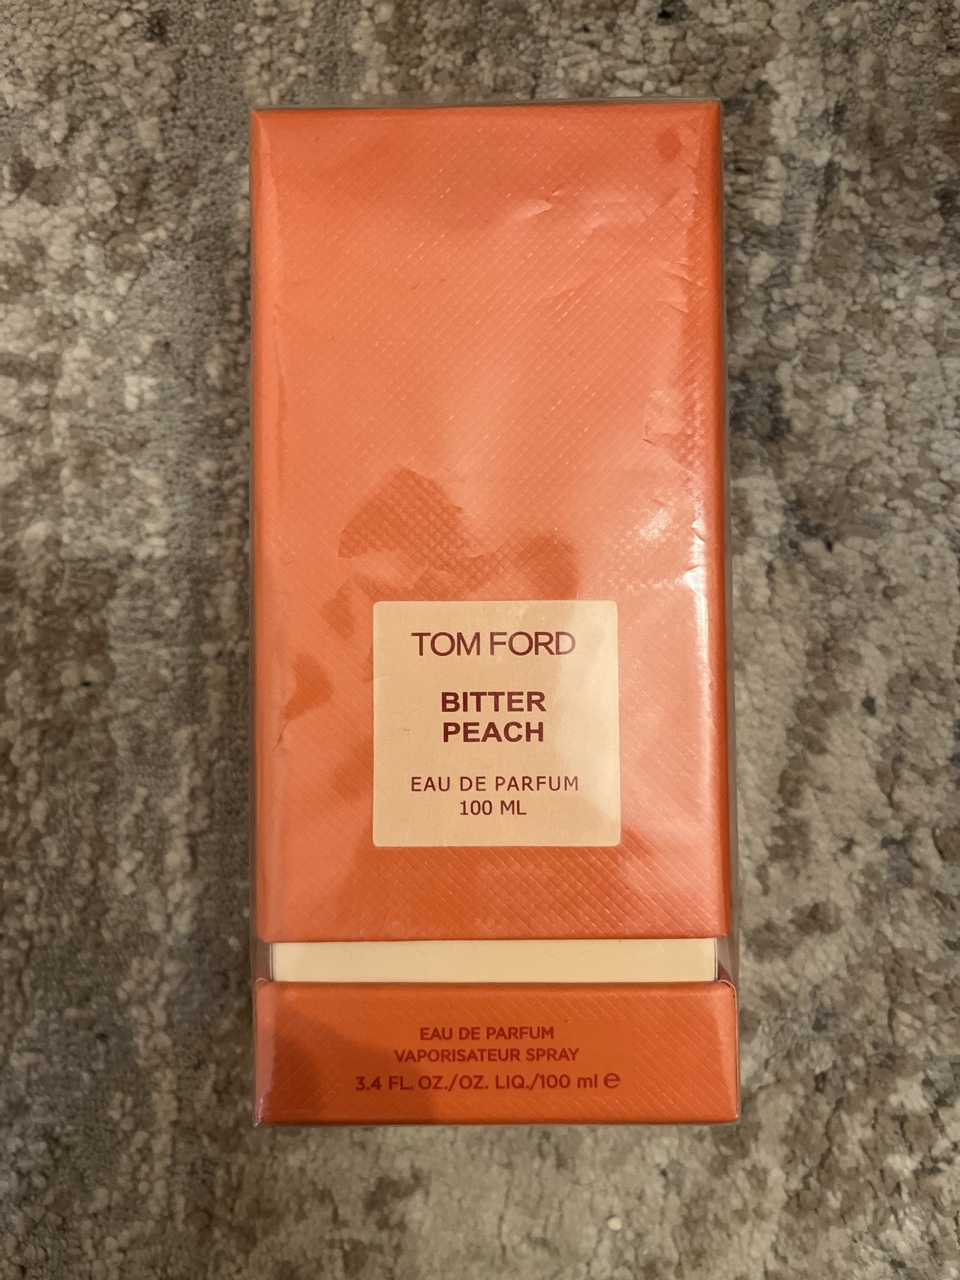 TOM FORD
BITTER
PEACH
EAU DE PARFUM
100 ML
EAU DE PARFUM
VAPORISATEUR SPRAY
3.4 FL. OZ./OZ. LIQ./100 ml ℮